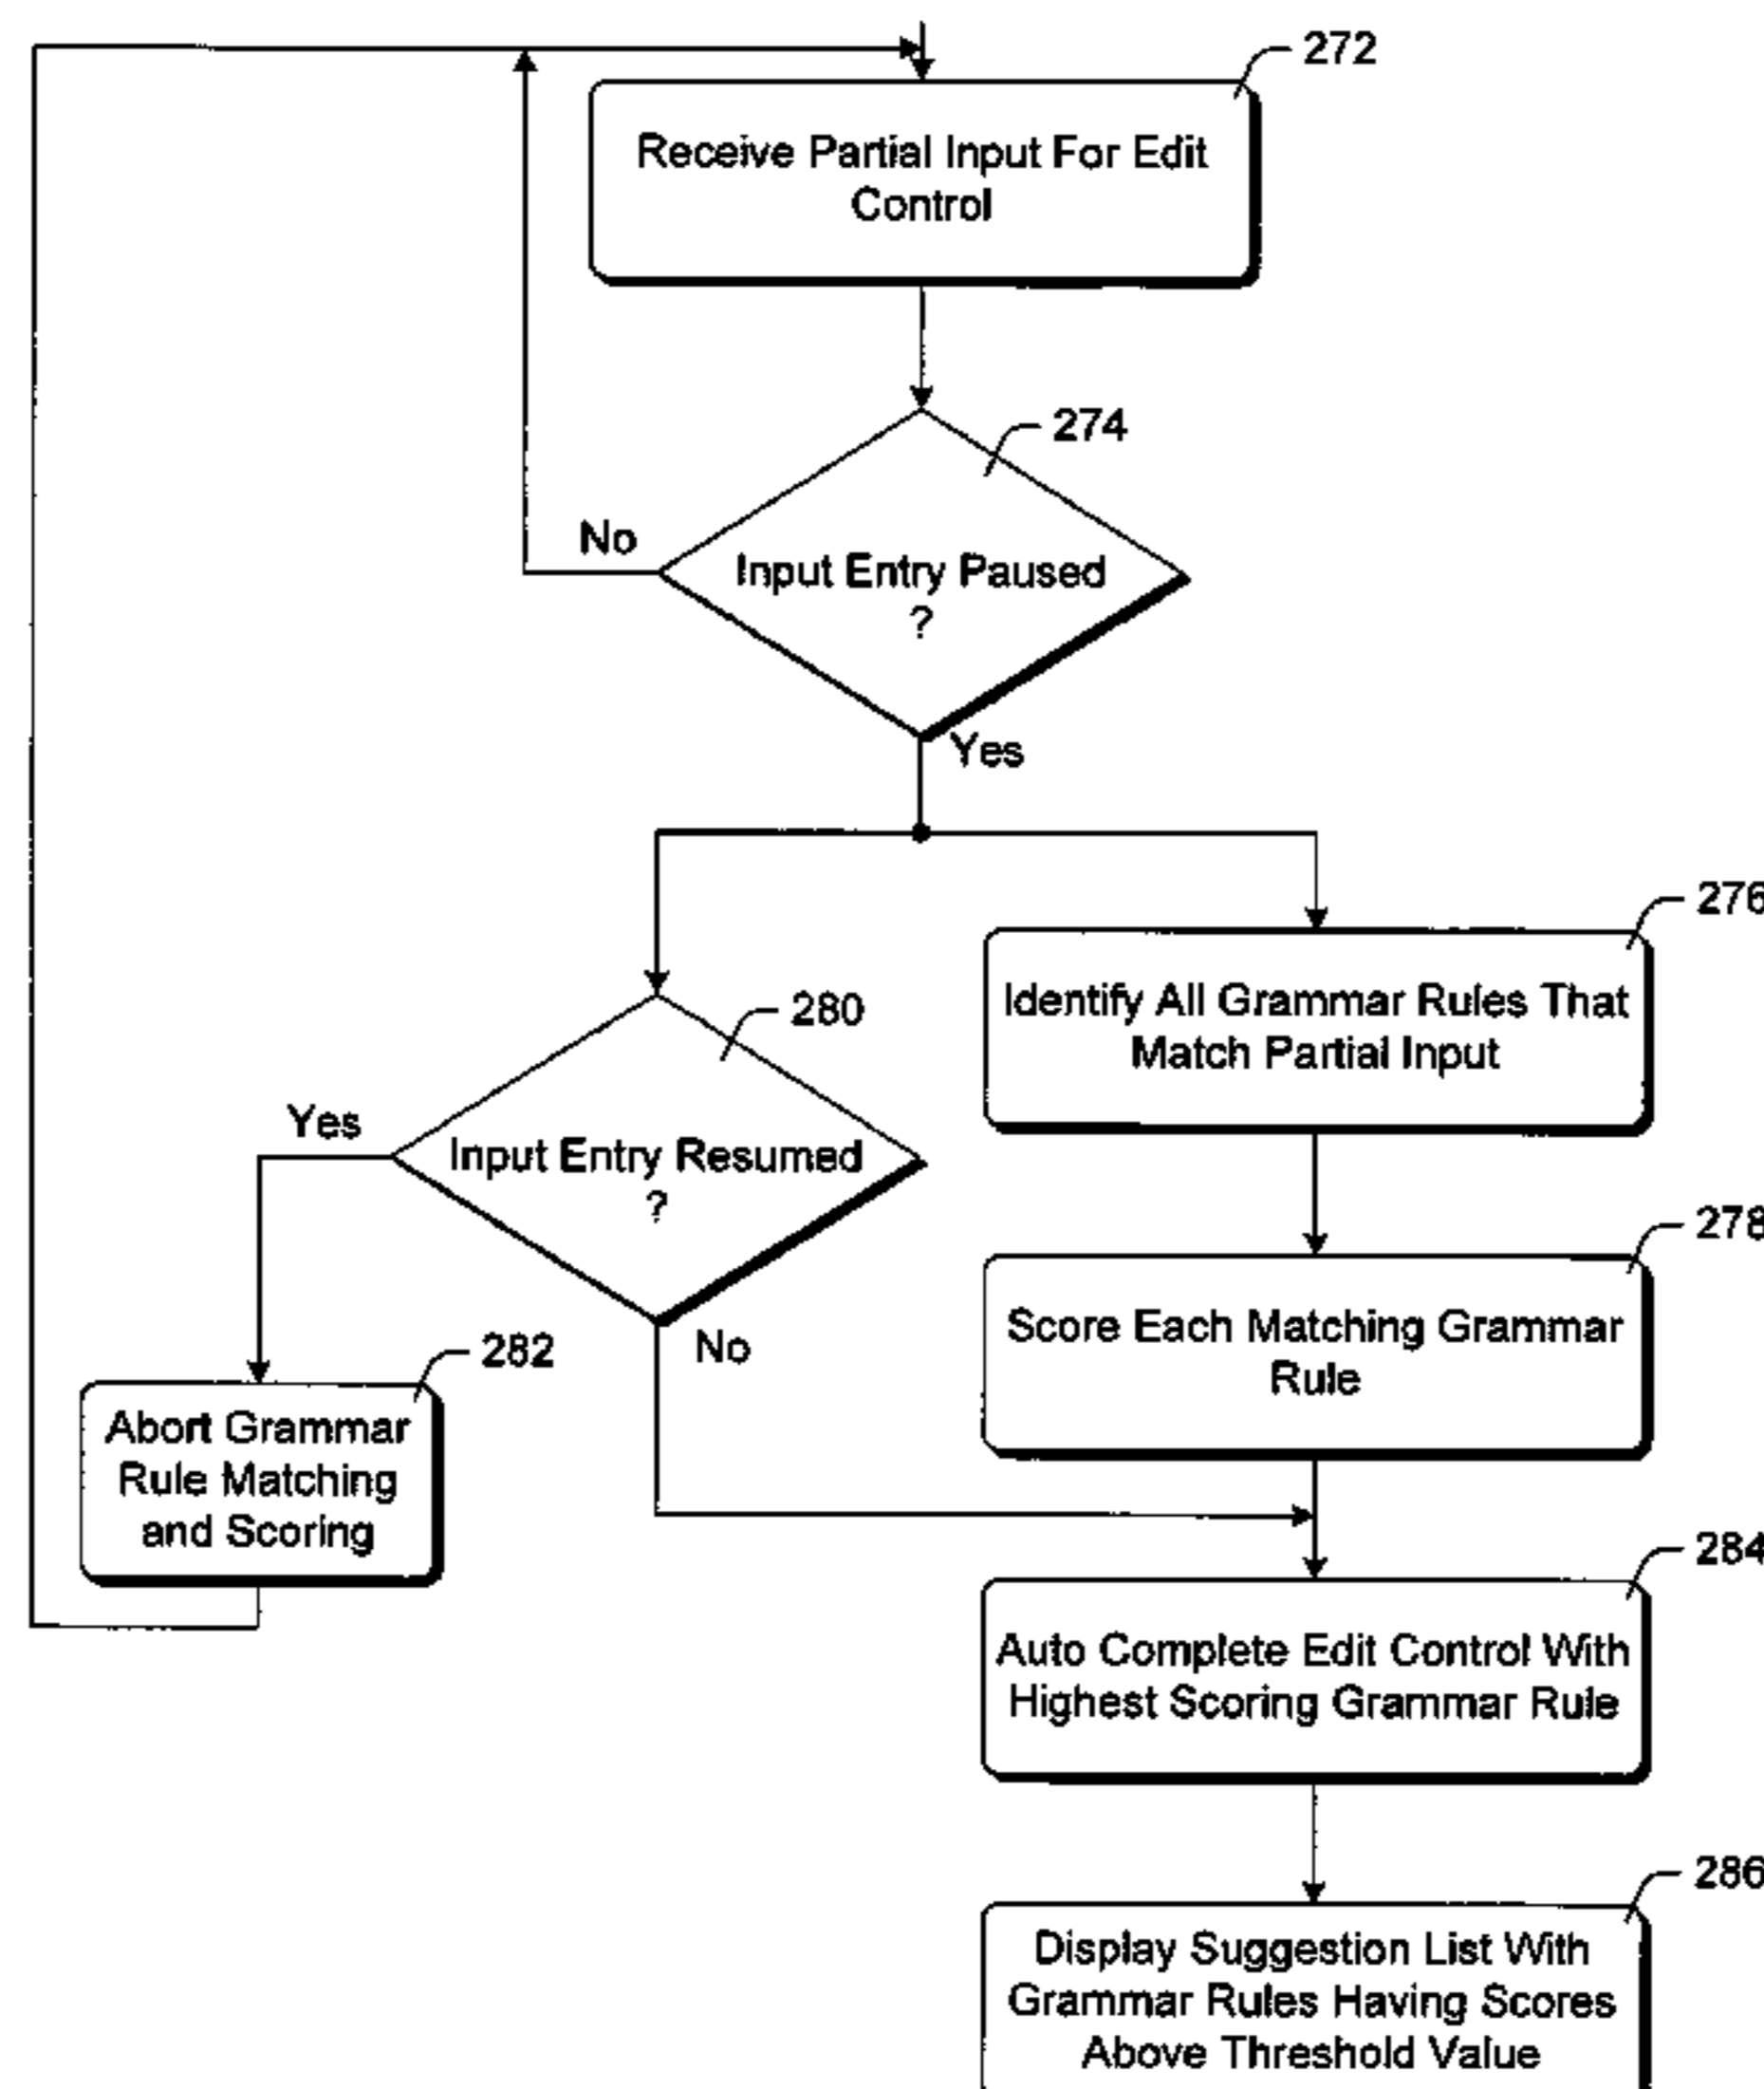 272
Receive Partial Input For Edit
Control
274
No
Input Entry Paused
?
Yes
276
Identify All Grammar Rules That
Match Partial Input
280
Yes
Input Entry Resumed
?
No
278
Score Each Matching Grammar
Rule
282
Abort Grammar
Rule Matching
and Scoring
284
Auto Complete Edit Control With
Highest Scoring Grammar Rule
286
Display Suggestion List With
Grammar Rules Having Scores
Above Threshold Value